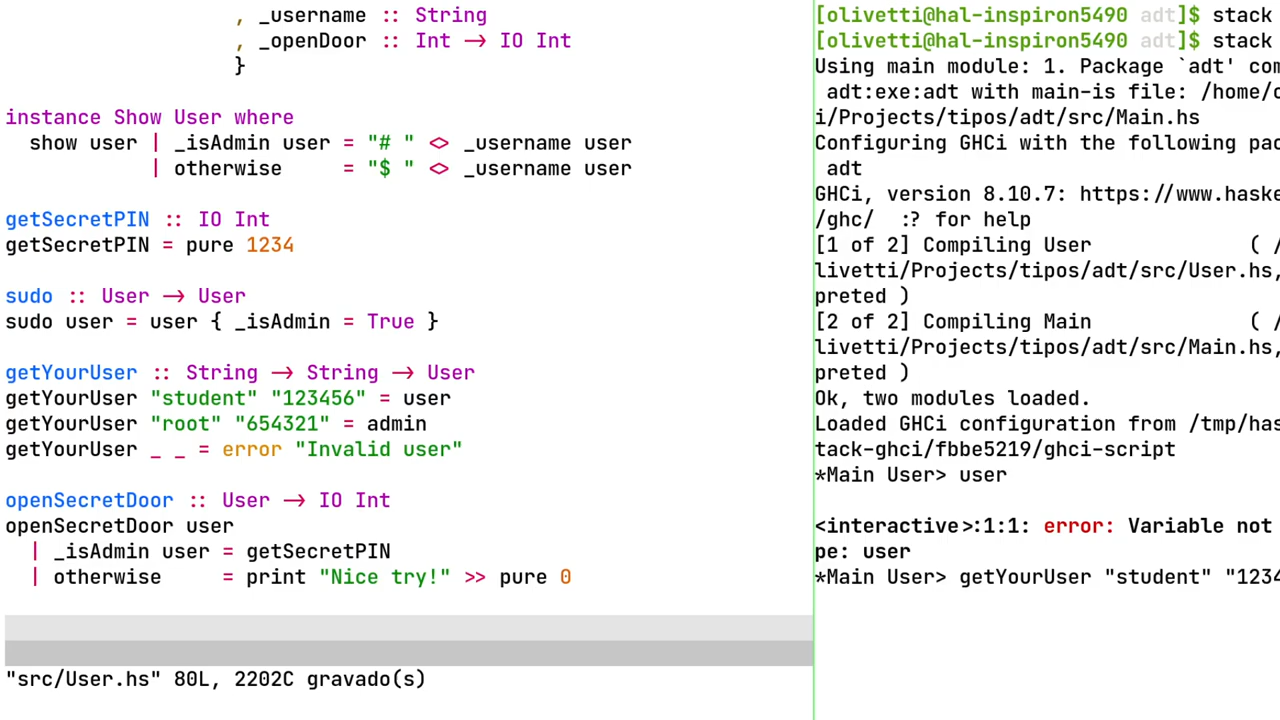 , _username :: String
, _openDoor :: Int -> IO Int
}
instance Show User where
show user | _isAdmin user = "# " <> _username user
| otherwise = "$ " <> _username user
getSecretPIN :: IO Int
getSecretPIN = pure 1234
sudo :: User -> User
sudo user = user { _isAdmin = True }
getYourUser :: String -> String -> User
getYourUser "student" "123456" = user
getYourUser "root" "654321" = admin
getYourUser _ _ = error "Invalid user"
openSecretDoor :: User -> IO Int
openSecretDoor user
| _isAdmin user = getSecretPIN
| otherwise = print "Nice try!" >> pure 0
"src/User.hs" 80L, 2202C gravado(s)
[olivetti@hal-inspiron5490 adt]$ stack
[olivetti@hal-inspiron5490 adt]$ stack
Using main module: 1. Package `adt' com
adt:exe:adt with main-is file: /home/o
i/Projects/tipos/adt/src/Main.hs
Configuring GHCi with the following pac
adt
GHCi, version 8.10.7: https://www.haske
/ghc/ :? for help
[1 of 2] Compiling User ( /
livetti/Projects/tipos/adt/src/User.hs,
preted )
[2 of 2] Compiling Main ( /
livetti/Projects/tipos/adt/src/Main.hs,
preted )
Ok, two modules loaded.
Loaded GHCi configuration from /tmp/has
tack-ghci/fbbe5219/ghci-script
*Main User> user
<interactive>:1:1: error: Variable not
pe: user
*Main User> getYourUser "student" "1234